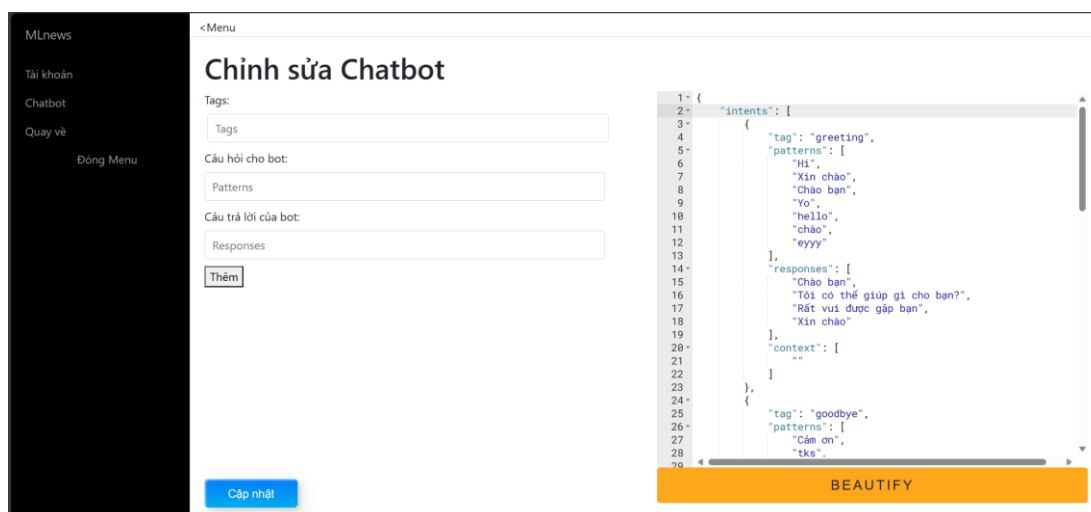 MLnews
Tài khoản
Chatbot
Quay về
Đóng Menu
<Menu
Chỉnh sửa Chatbot
Tags:
Tags
Câu hỏi cho bot:
Patterns
Câu trả lời của bot:
Responses
Thêm
Cập nhật
1 {
2 "intents": [
3 {
4 "tag": "greeting",
5 "patterns": [
6 "Hi",
7 "Xin chào",
8 "Chào bạn",
9 "Yo",
10 "hello",
11 "chào",
12 "eyyy"
13 ],
14 "responses": [
15 "Chào bạn",
16 "Tôi có thể giúp gì cho bạn?",
17 "Rất vui được gặp bạn",
18 "Xin chào"
19 ],
20 "context": [
21 ""
22 ]
23 },
24 {
25 "tag": "goodbye",
26 "patterns": [
27 "Cảm ơn",
28 "tks",
29
BEAUTIFY